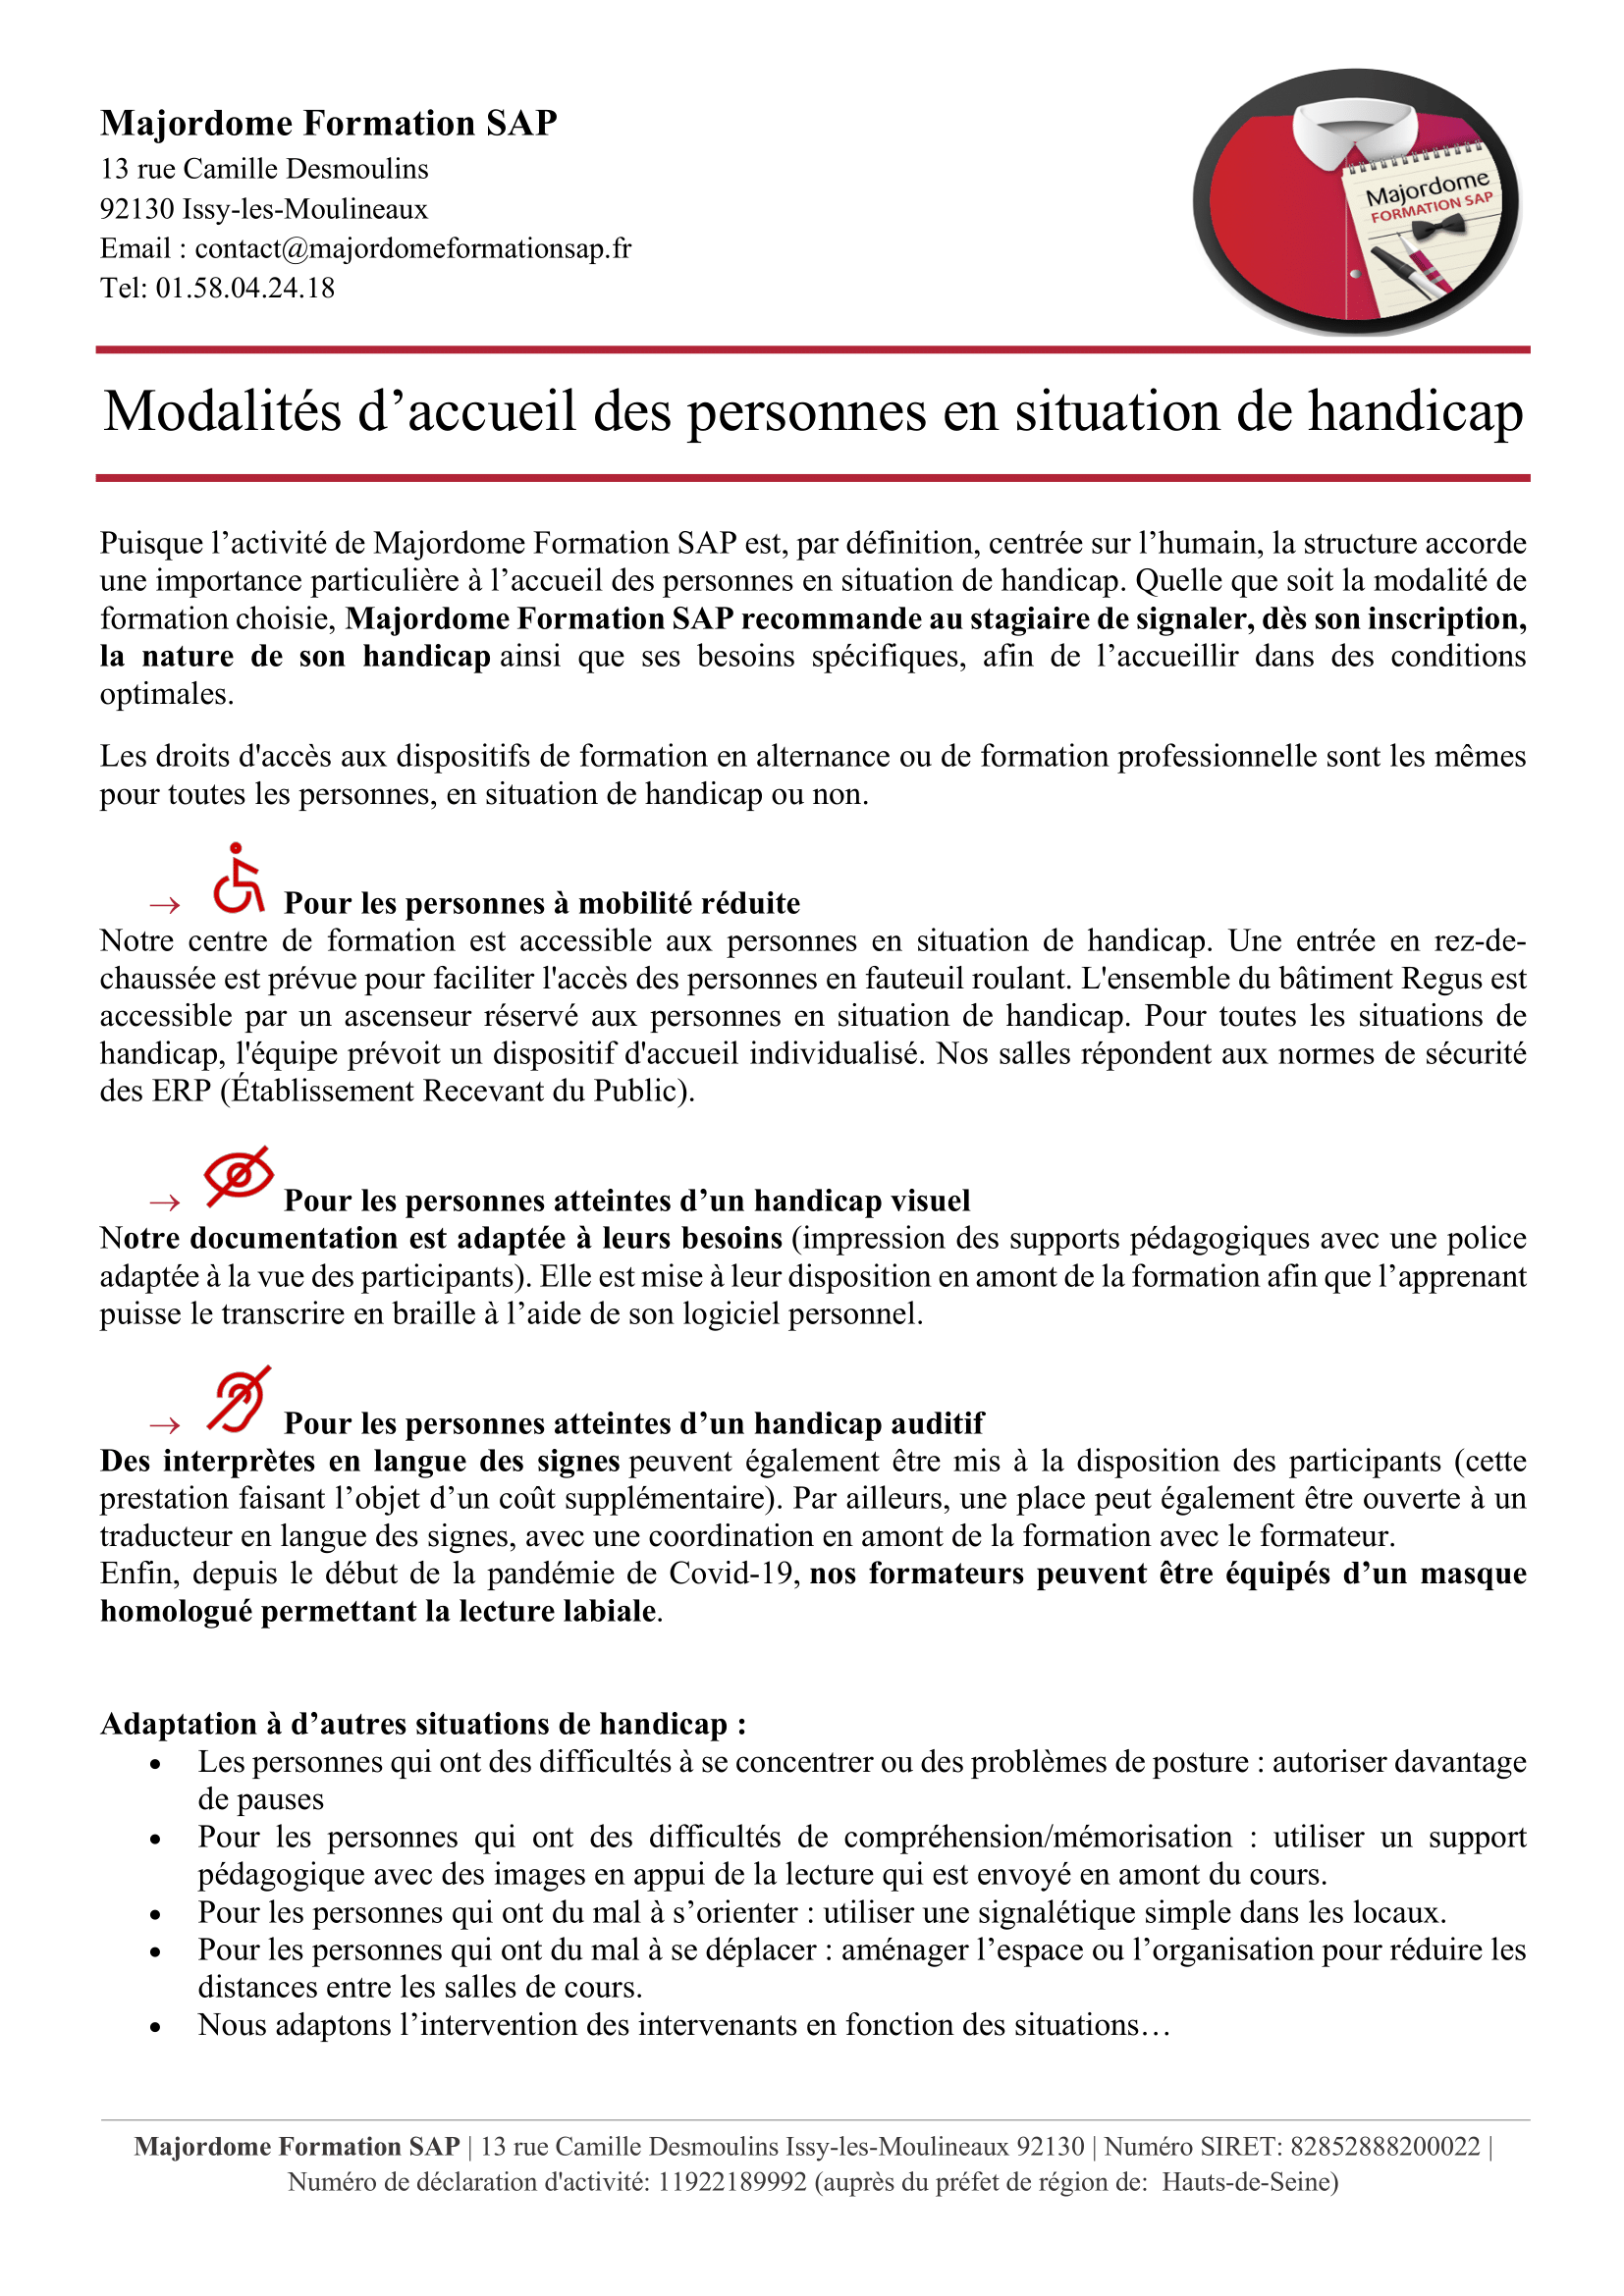 Majordome Formation SAP
13 rue Camille Desmoulins
92130 Issy-les-Moulineaux
Email : contact@majordomeformationsap.fr
Tel: 01.58.04.24.18
Majordome
FORMATION SAP
Modalités d’accueil des personnes en situation de handicap
Puisque l’activité de Majordome Formation SAP est, par définition, centrée sur l’humain, la structure accorde
une importance particulière à l’accueil des personnes en situation de handicap. Quelle que soit la modalité de
formation choisie, Majordome Formation SAP recommande au stagiaire de signaler, dès son inscription,
la nature de son handicap ainsi que ses besoins spécifiques, afin de l’accueillir dans des conditions
optimales.
Les droits d'accès aux dispositifs de formation en alternance ou de formation professionnelle sont les mêmes
pour toutes les personnes, en situation de handicap ou non.
→ Pour les personnes à mobilité réduite
Notre centre de formation est accessible aux personnes en situation de handicap. Une entrée en rez-de-
chaussée est prévue pour faciliter l'accès des personnes en fauteuil roulant. L'ensemble du bâtiment Regus est
accessible par un ascenseur réservé aux personnes en situation de handicap. Pour toutes les situations de
handicap, l'équipe prévoit un dispositif d'accueil individualisé. Nos salles répondent aux normes de sécurité
des ERP (Établissement Recevant du Public).
→ Pour les personnes atteintes d’un handicap visuel
Notre documentation est adaptée à leurs besoins (impression des supports pédagogiques avec une police
adaptée à la vue des participants). Elle est mise à leur disposition en amont de la formation afin que l’apprenant
puisse le transcrire en braille à l’aide de son logiciel personnel.
→ Pour les personnes atteintes d’un handicap auditif
Des interprètes en langue des signes peuvent également être mis à la disposition des participants (cette
prestation faisant l’objet d’un coût supplémentaire). Par ailleurs, une place peut également être ouverte à un
traducteur en langue des signes, avec une coordination en amont de la formation avec le formateur.
Enfin, depuis le début de la pandémie de Covid-19, nos formateurs peuvent être équipés d’un masque
homologué permettant la lecture labiale.
Adaptation à d’autres situations de handicap :
• Les personnes qui ont des difficultés à se concentrer ou des problèmes de posture : autoriser davantage
de pauses
• Pour les personnes qui ont des difficultés de compréhension/mémorisation : utiliser un support
pédagogique avec des images en appui de la lecture qui est envoyé en amont du cours.
• Pour les personnes qui ont du mal à s’orienter : utiliser une signalétique simple dans les locaux.
• Pour les personnes qui ont du mal à se déplacer : aménager l’espace ou l’organisation pour réduire les
distances entre les salles de cours.
• Nous adaptons l’intervention des intervenants en fonction des situations…
Majordome Formation SAP | 13 rue Camille Desmoulins Issy-les-Moulineaux 92130 | Numéro SIRET: 82852888200022 |
Numéro de déclaration d'activité: 11922189992 (auprès du préfet de région de: Hauts-de-Seine)